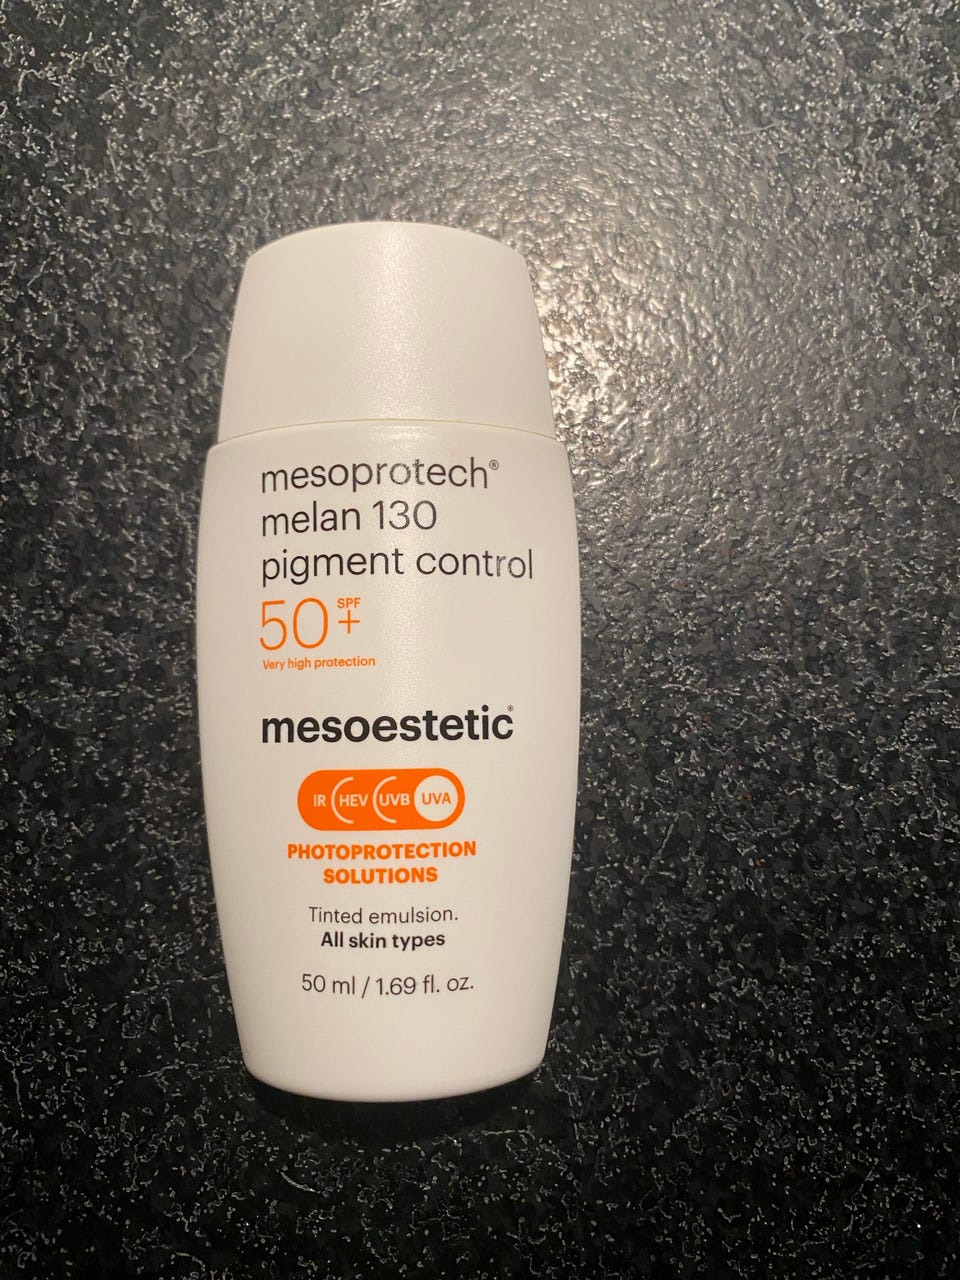 mesoprotech®
melan 130
pigment control
50+ SPF
Very high protection
mesoestetic®
IR HEV UVB UVA
PHOTOPROTECTION
SOLUTIONS
Tinted emulsion.
All skin types
50 ml / 1.69 fl. oz.